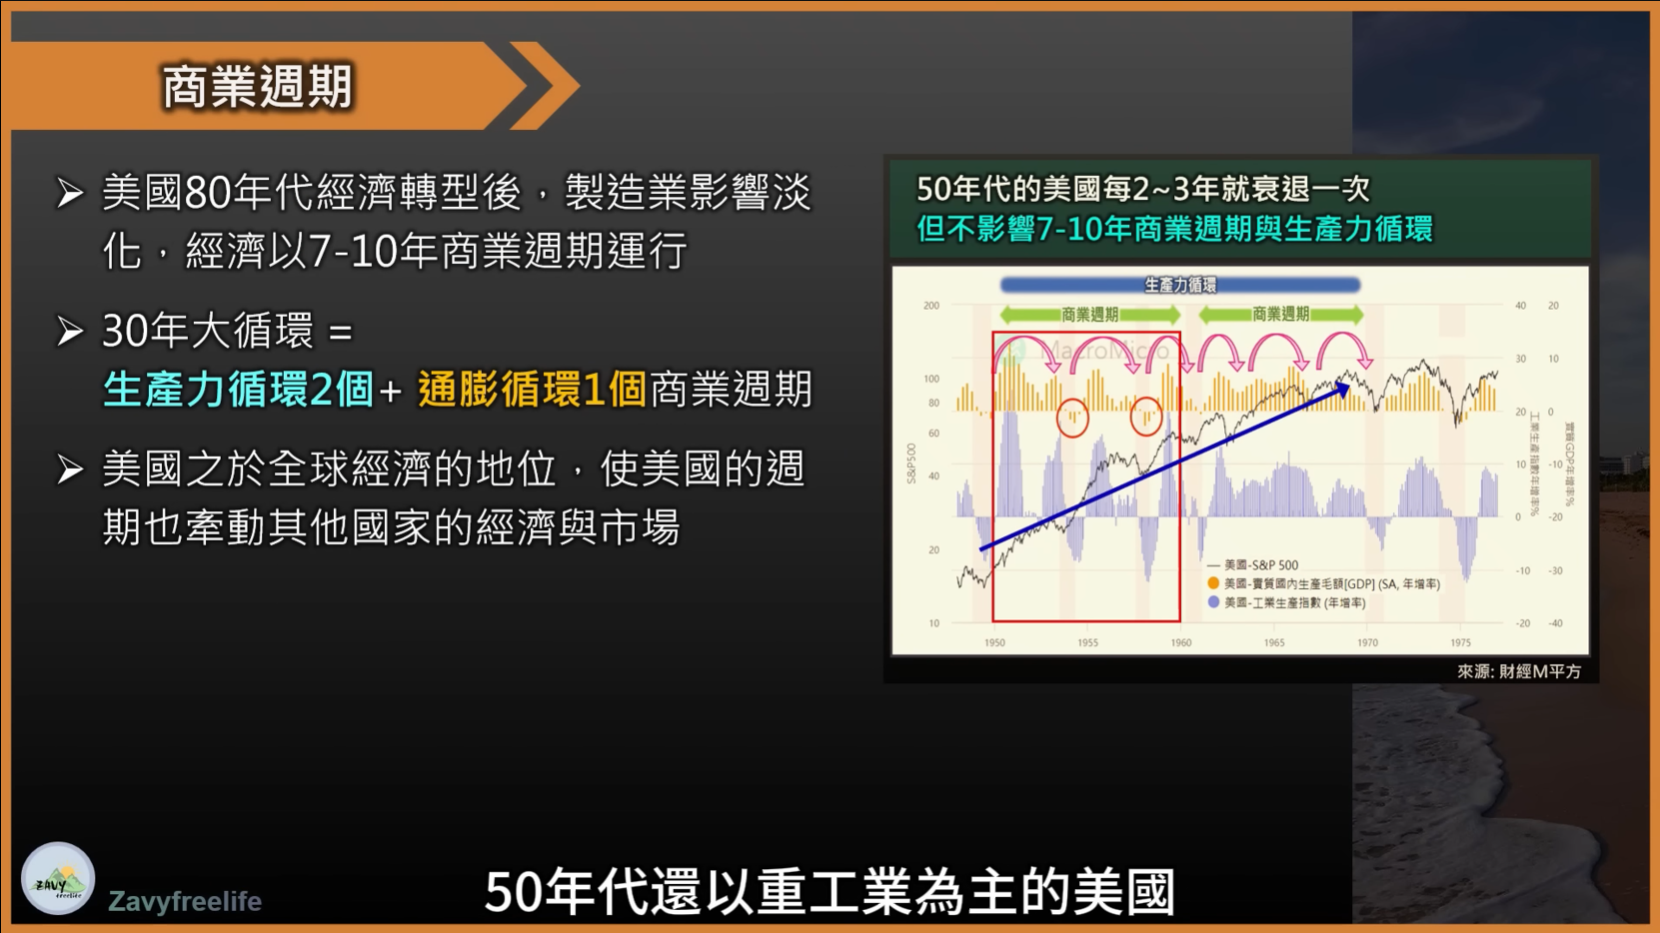 商業週期
➢ 美國80年代經濟轉型後，製造業影響淡
化，經濟以7-10年商業週期運行
➢ 30年大循環 =
生產力循環2個+ 通膨循環1個商業週期
➢ 美國之於全球經濟的地位，使美國的週
期也牽動其他國家的經濟與市場
50年代的美國每2~3年就衰退一次
但不影響7-10年商業週期與生產力循環
生產力循環
商業週期 商業週期
MacroMicro
200 40 20
30 10
100
80
20 0
60
10 -10
40
0 -20
20
-10 -30
10 -20 -40
S&P500
工業生產指數年增率%
實質GDP年增率%
美國-S&P 500
美國-實質國內生產毛額[GDP] (SA, 年增率)
美國-工業生產指數 (年增率)
1950 1955 1960 1965 1970 1975
來源: 財經M平方
ZAVY
freelife
Zavyfreelife
50年代還以重工業為主的美國